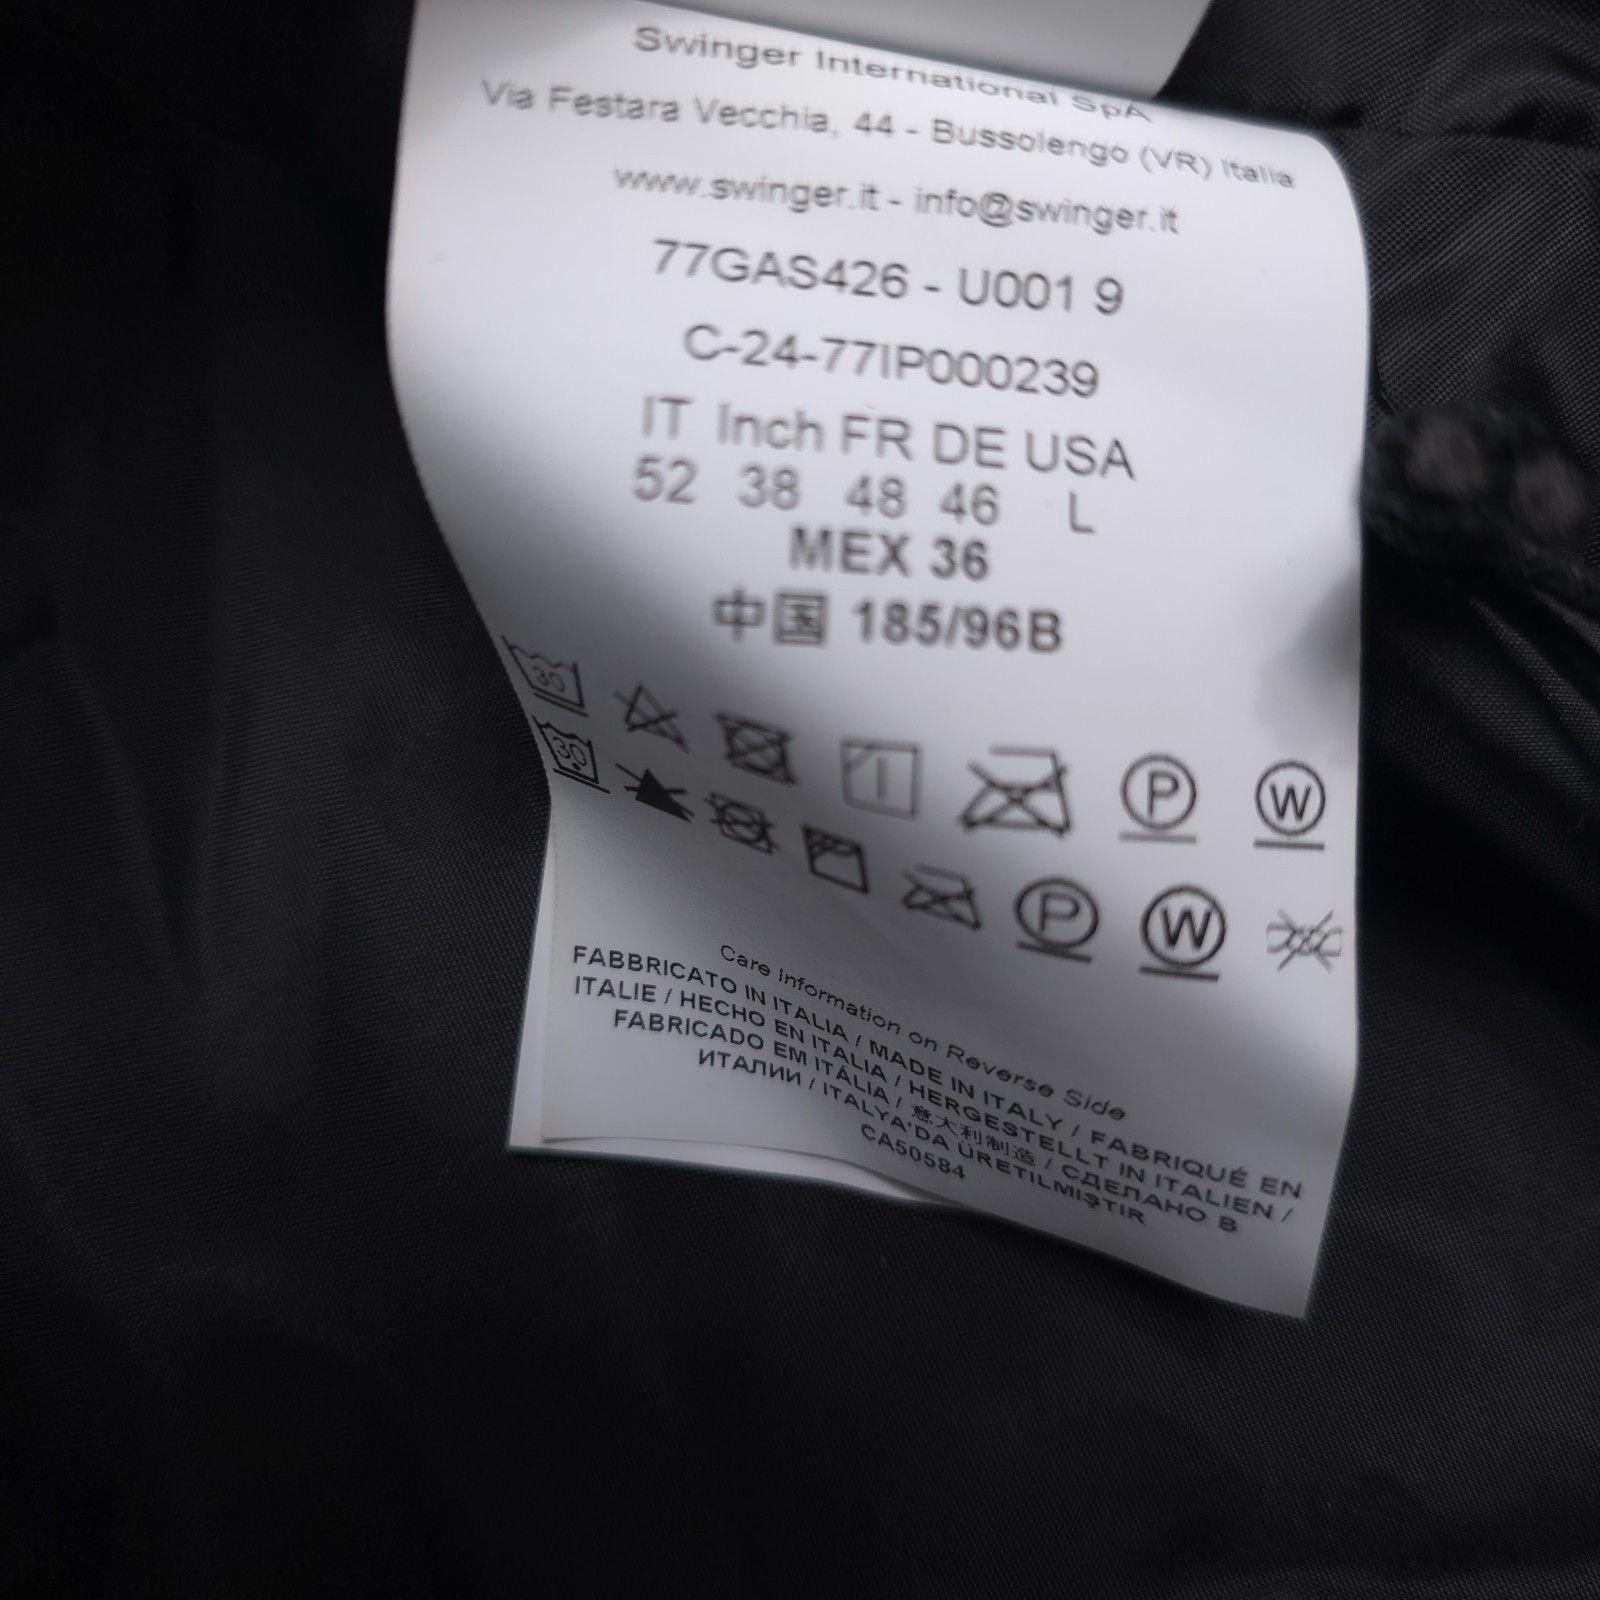 Swinger International SpA
Via Festara Vecchia, 44 - Bussolengo (VR) Italia
www.swinger.it - info@swinger.it
77GAS426 - U001 9
C-24-77IP000239
IT Inch FR DE USA
52 38 48 46 L
MEX 36
中国 185/96B
30
30
P W
P W
Care Information on Reverse Side
FABBRICATO IN ITALIA / MADE IN ITALY / FABRIQUÉ EN
ITALIE / HECHO EN ITALIA / HERGESTELLT IN ITALIEN /
FABRICADO EM ITÁLIA / 意大利制造 / СДЕЛАНО В
ИТАЛИИ / ITALYA'DA ÜRETILMIŞTIR
CA50584